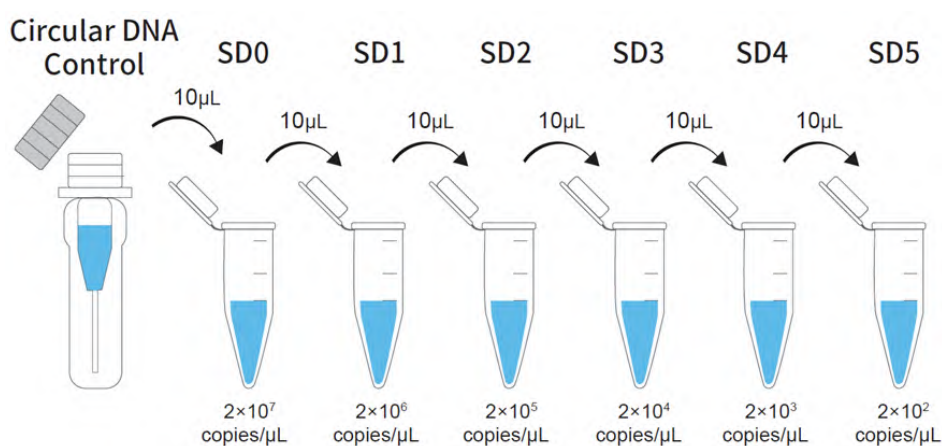 Circular DNA
Control
SD0
SD1
SD2
SD3
SD4
SD5
10μL
10μL
10μL
10μL
10μL
10μL
2×10⁷
copies/μL
2×10⁶
copies/μL
2×10⁵
copies/μL
2×10⁴
copies/μL
2×10³
copies/μL
2×10²
copies/μL